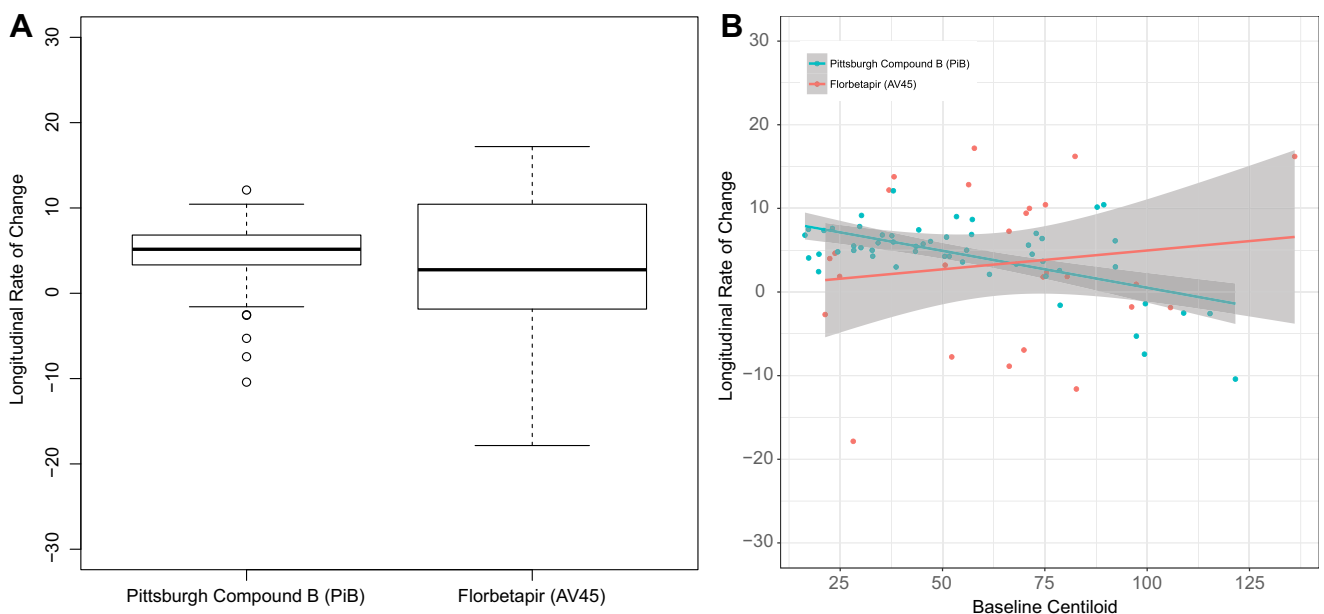 A
Longitudinal Rate of Change
30
20
10
0
−10
−20
−30
Pittsburgh Compound B (PiB)
Florbetapir (AV45)
B
Longitudinal Rate of Change
30
20
10
0
−10
−20
−30
Pittsburgh Compound B (PiB)
Florbetapir (AV45)
25
50
75
100
125
Baseline Centiloid